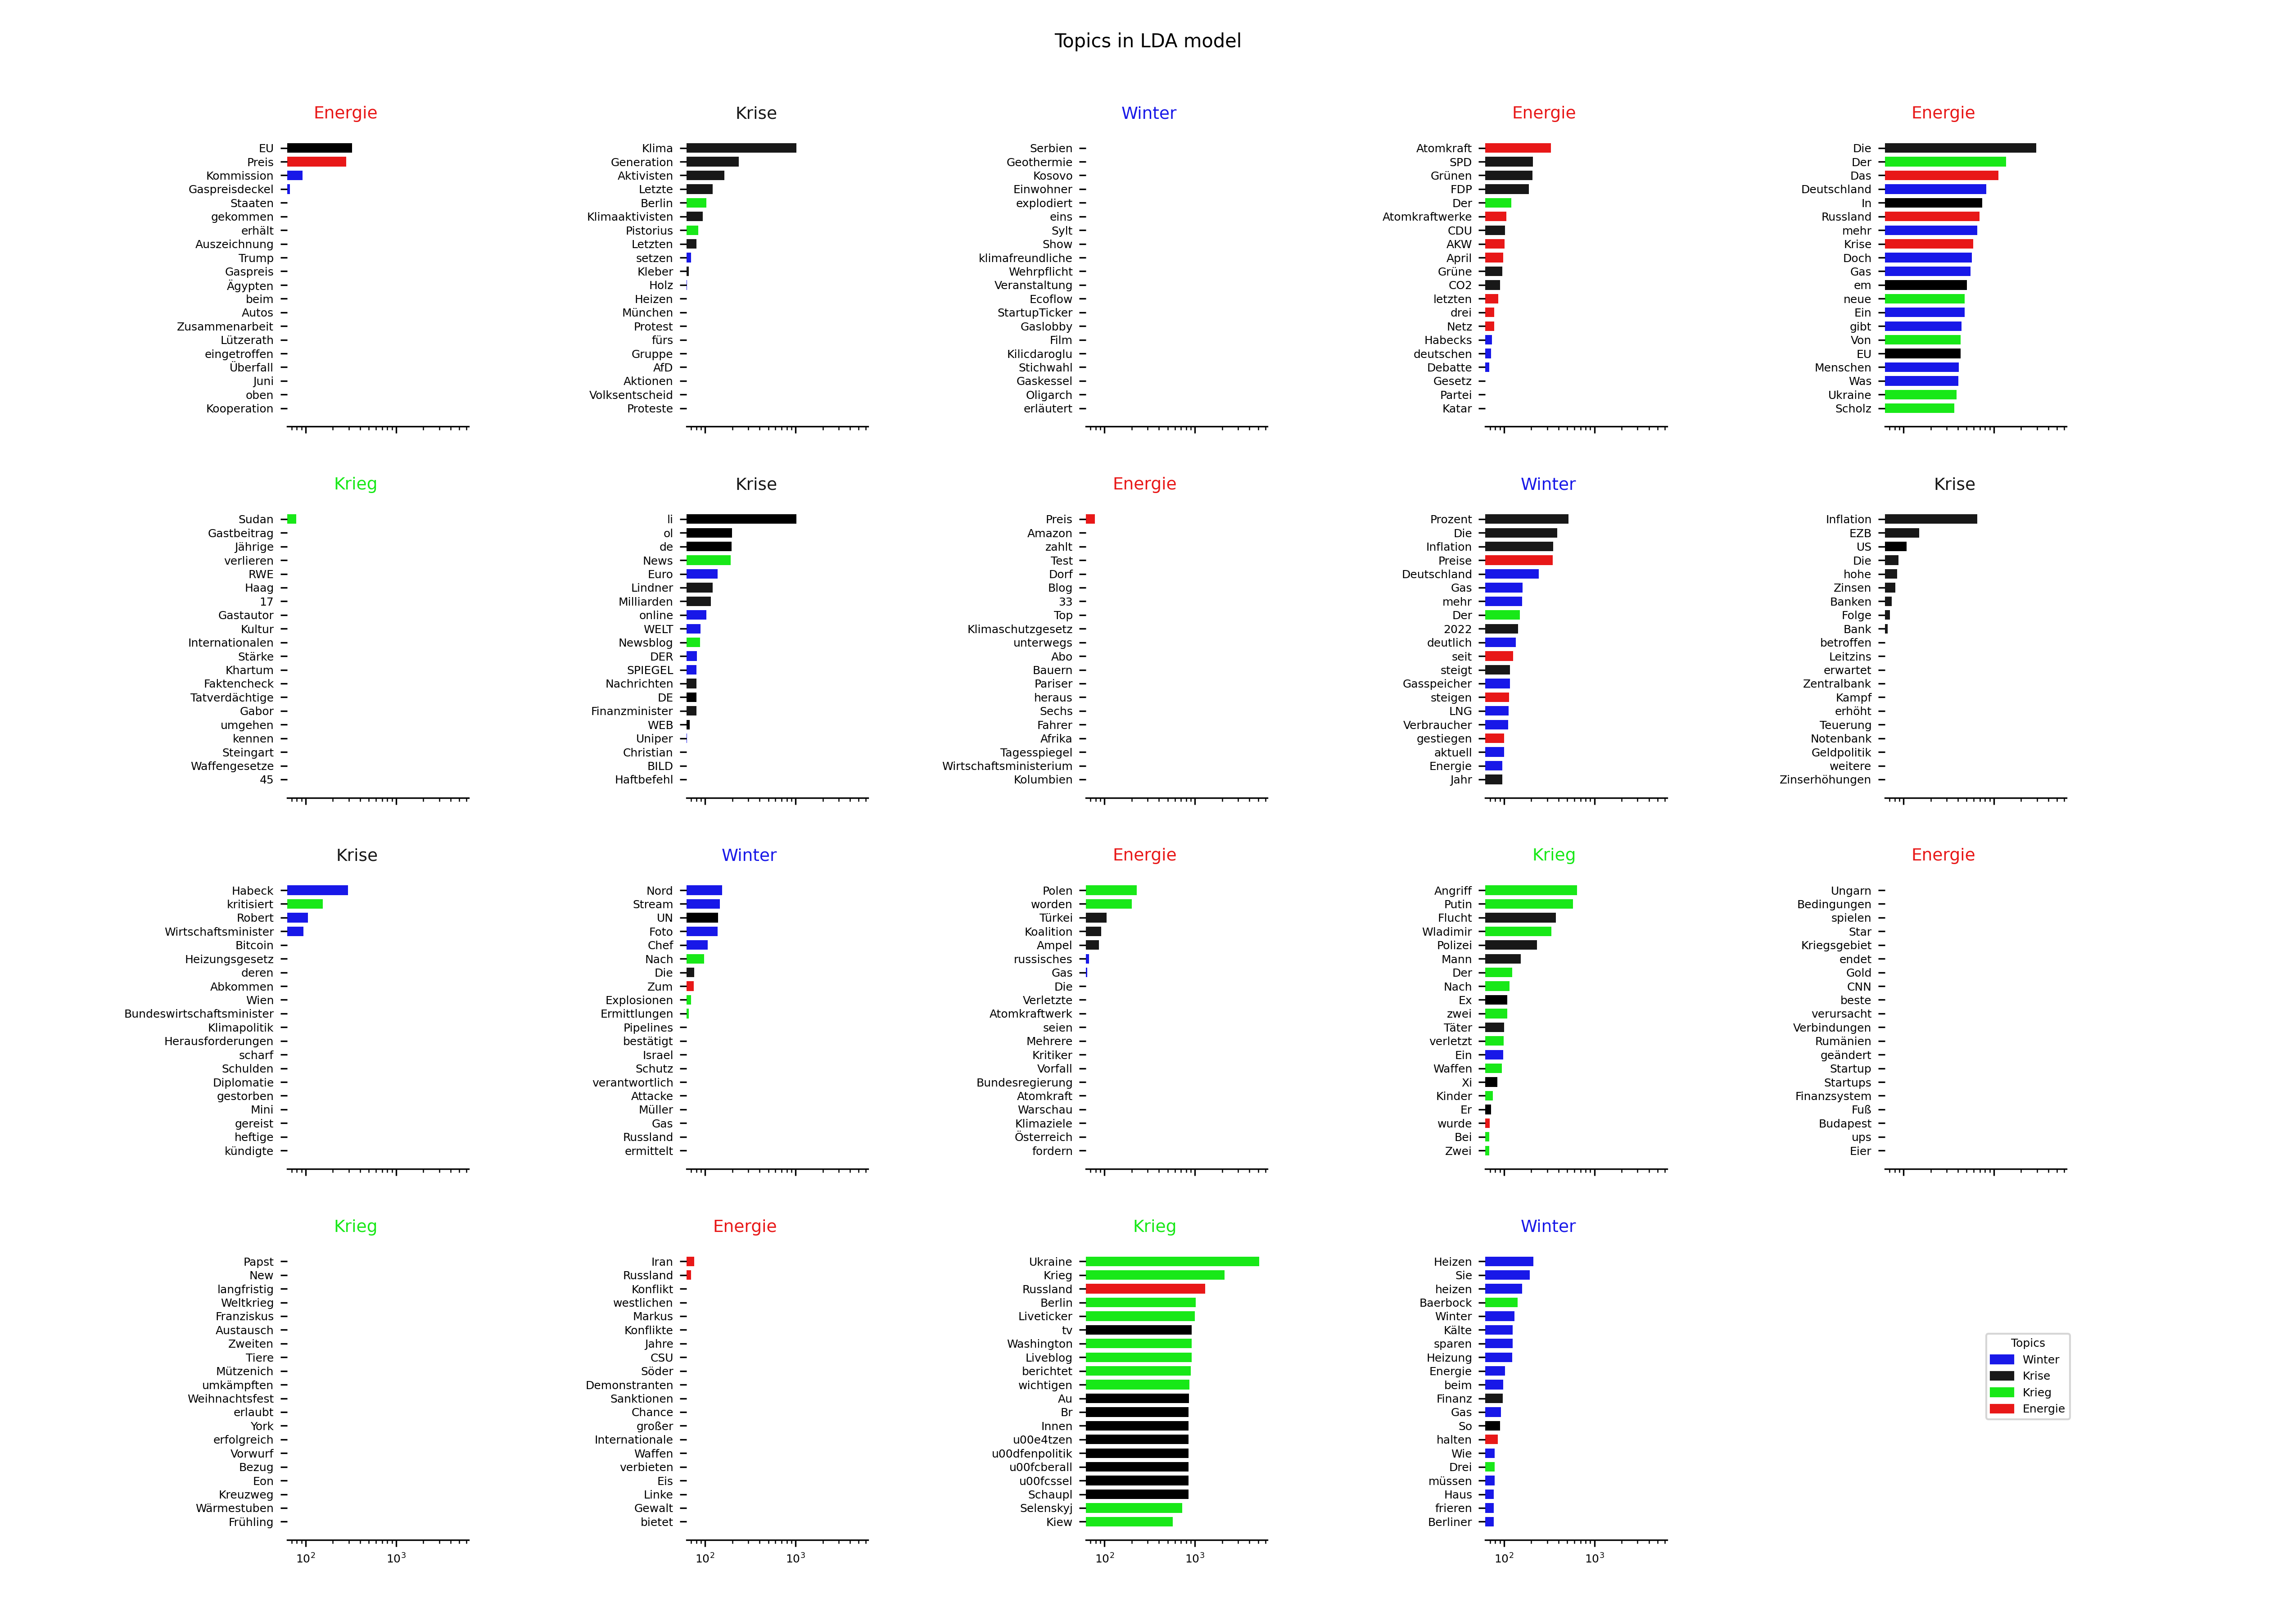 Topics in LDA model
Energie
EU
Preis
Kommission
Gaspreisdeckel
Staaten
gekommen
erhält
Auszeichnung
Trump
Gaspreis
Ägypten
beim
Autos
Zusammenarbeit
Lützerath
eingetroffen
Überfall
Juni
oben
Kooperation
Krise
Klima
Generation
Aktivisten
Letzte
Berlin
Klimaaktivisten
Pistorius
Letzten
setzen
Kleber
Holz
Heizen
München
Protest
fürs
Gruppe
AfD
Aktionen
Volksentscheid
Proteste
Winter
Serbien
Geothermie
Kosovo
Einwohner
explodiert
eins
Sylt
Show
klimafreundliche
Wehrpflicht
Veranstaltung
Ecoflow
StartupTicker
Gaslobby
Film
Kilicdaroglu
Stichwahl
Gaskessel
Oligarch
erläutert
Energie
Atomkraft
SPD
Grünen
FDP
Der
Atomkraftwerke
CDU
AKW
April
Grüne
CO2
letzten
drei
Netz
Habecks
deutschen
Debatte
Gesetz
Partei
Katar
Energie
Die
Der
Das
Deutschland
In
Russland
mehr
Krise
Doch
Gas
em
neue
Ein
gibt
Von
EU
Menschen
Was
Ukraine
Scholz
Krieg
Sudan
Gastbeitrag
Jährige
verlieren
RWE
Haag
17
Gastautor
Kultur
Internationalen
Stärke
Khartum
Faktencheck
Tatverdächtige
Gabor
umgehen
kennen
Steingart
Waffengesetze
45
Krise
li
ol
de
News
Euro
Lindner
Milliarden
online
WELT
Newsblog
DER
SPIEGEL
Nachrichten
DE
Finanzminister
WEB
Uniper
Christian
BILD
Haftbefehl
Energie
Preis
Amazon
zahlt
Test
Dorf
Blog
33
Top
Klimaschutzgesetz
unterwegs
Abo
Bauern
Pariser
heraus
Sechs
Fahrer
Afrika
Tagesspiegel
Wirtschaftsministerium
Kolumbien
Winter
Prozent
Die
Inflation
Preise
Deutschland
Gas
mehr
Der
2022
deutlich
seit
steigt
Gasspeicher
steigen
LNG
Verbraucher
gestiegen
aktuell
Energie
Jahr
Krise
Inflation
EZB
US
Die
hohe
Zinsen
Banken
Folge
Bank
betroffen
Leitzins
erwartet
Zentralbank
Kampf
erhöht
Teuerung
Notenbank
Geldpolitik
weitere
Zinserhöhungen
Krise
Habeck
kritisiert
Robert
Wirtschaftsminister
Bitcoin
Heizungsgesetz
deren
Abkommen
Wien
Bundeswirtschaftsminister
Klimapolitik
Herausforderungen
scharf
Schulden
Diplomatie
gestorben
Mini
gereist
heftige
kündigte
Winter
Nord
Stream
UN
Foto
Chef
Nach
Die
Zum
Explosionen
Ermittlungen
Pipelines
bestätigt
Israel
Schutz
verantwortlich
Attacke
Müller
Gas
Russland
ermittelt
Energie
Polen
worden
Türkei
Koalition
Ampel
russisches
Gas
Die
Verletzte
Atomkraftwerk
seien
Mehrere
Kritiker
Vorfall
Bundesregierung
Atomkraft
Warschau
Klimaziele
Österreich
fordern
Krieg
Angriff
Putin
Flucht
Wladimir
Polizei
Mann
Der
Nach
Ex
zwei
Täter
verletzt
Ein
Waffen
Xi
Kinder
Er
wurde
Bei
Zwei
Energie
Ungarn
Bedingungen
spielen
Star
Kriegsgebiet
endet
Gold
CNN
beste
verursacht
Verbindungen
Rumänien
geändert
Startup
Startups
Finanzsystem
Fuß
Budapest
ups
Eier
Krieg
Papst
New
langfristig
Weltkrieg
Franziskus
Austausch
Zweiten
Tiere
Mützenich
umkämpften
Weihnachtsfest
erlaubt
York
erfolgreich
Vorwurf
Bezug
Eon
Kreuzweg
Wärmestuben
Frühling
10²
10³
Energie
Iran
Russland
Konflikt
westlichen
Markus
Konflikte
Jahre
CSU
Söder
Demonstranten
Sanktionen
Chance
großer
Internationale
Waffen
verbieten
Eis
Linke
Gewalt
bietet
10²
10³
Krieg
Ukraine
Krieg
Russland
Berlin
Liveticker
tv
Washington
Liveblog
berichtet
wichtigen
Au
Br
Innen
u00e4tzen
u00dfenpolitik
u00fcberall
u00fcssel
Schaupl
Selenskyj
Kiew
10²
10³
Winter
Heizen
Sie
heizen
Baerbock
Winter
Kälte
sparen
Heizung
Energie
beim
Finanz
Gas
So
halten
Wie
Drei
müssen
Haus
frieren
Berliner
10²
10³
Topics
Winter
Krise
Krieg
Energie